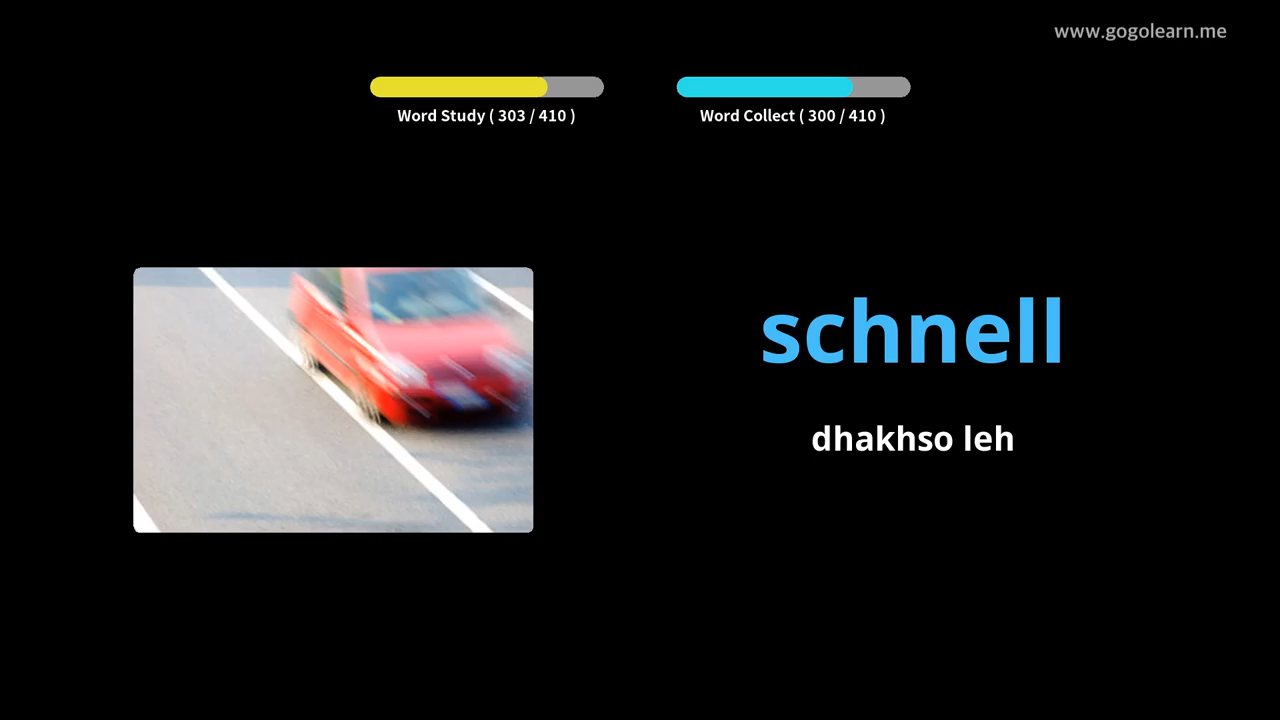 www.gogolearn.me
Word Study ( 303 / 410 )
Word Collect ( 300 / 410 )
schnell
dhakhso leh